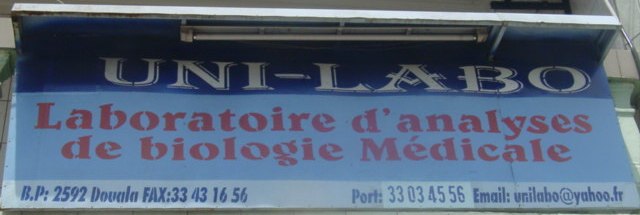 UNI-LABO
Laboratoire d'analyses
de biologie Médicale
B.P: 2592 Douala FAX:33 43 16 56 Port: 33 03 45 56 Email: unilabo@yahoo.fr